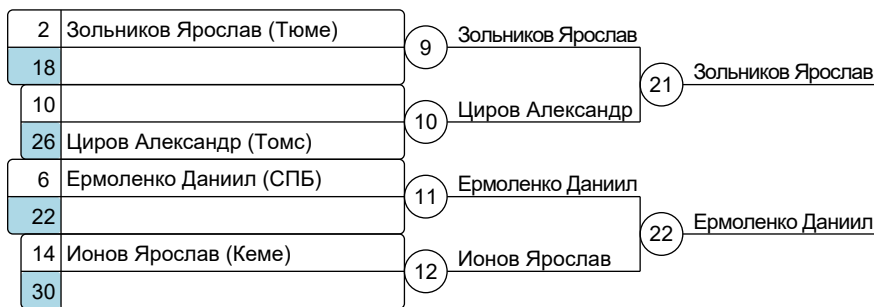 2 Зольников Ярослав (Тюме)
18
9 Зольников Ярослав
10
26 Циров Александр (Томс)
10 Циров Александр
21 Зольников Ярослав
6 Ермоленко Даниил (СПБ)
22
11 Ермоленко Даниил
14 Ионов Ярослав (Кеме)
30
12 Ионов Ярослав
22 Ермоленко Даниил